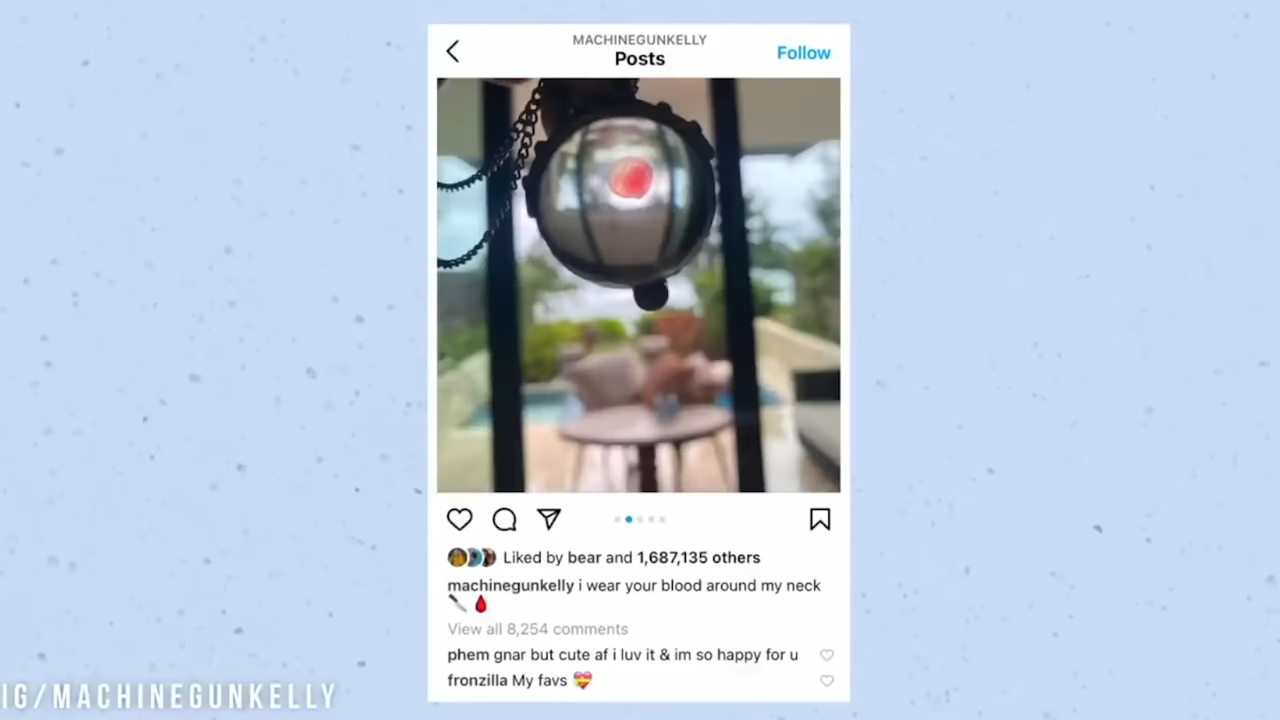 MACHINEGUNKELLY
Posts
Follow
Liked by bear and 1,687,135 others
machinegunkelly i wear your blood around my neck
🔪 🩸
View all 8,254 comments
phem gnar but cute af i luv it & im so happy for u
fronzilla My favs 💝
IG/MACHINEGUNKELLY